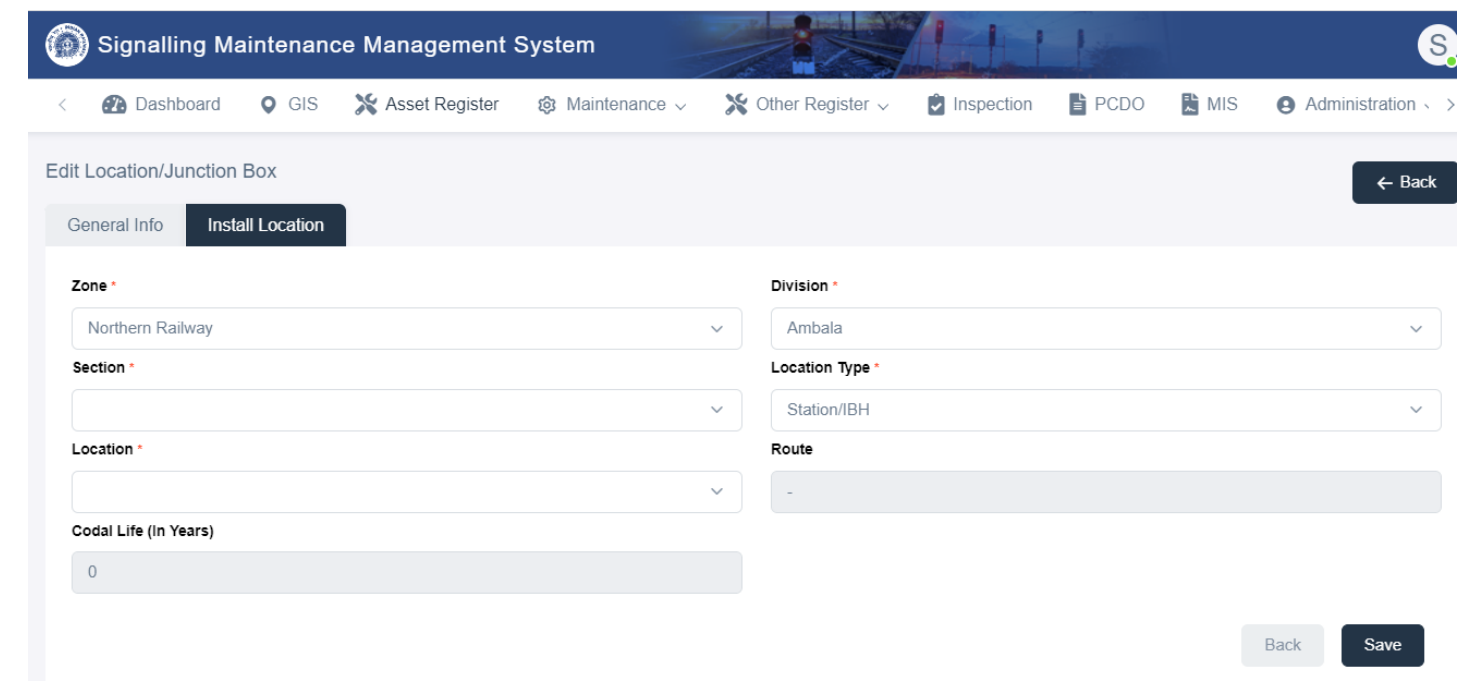 Signalling Maintenance Management System
S
Dashboard GIS Asset Register Maintenance Other Register Inspection PCDO MIS Administration
Edit Location/Junction Box
← Back
General Info Install Location
Zone * Division *
Northern Railway Ambala
Section * Location Type *
Station/IBH
Location * Route
-
Codal Life (In Years)
0
Back Save